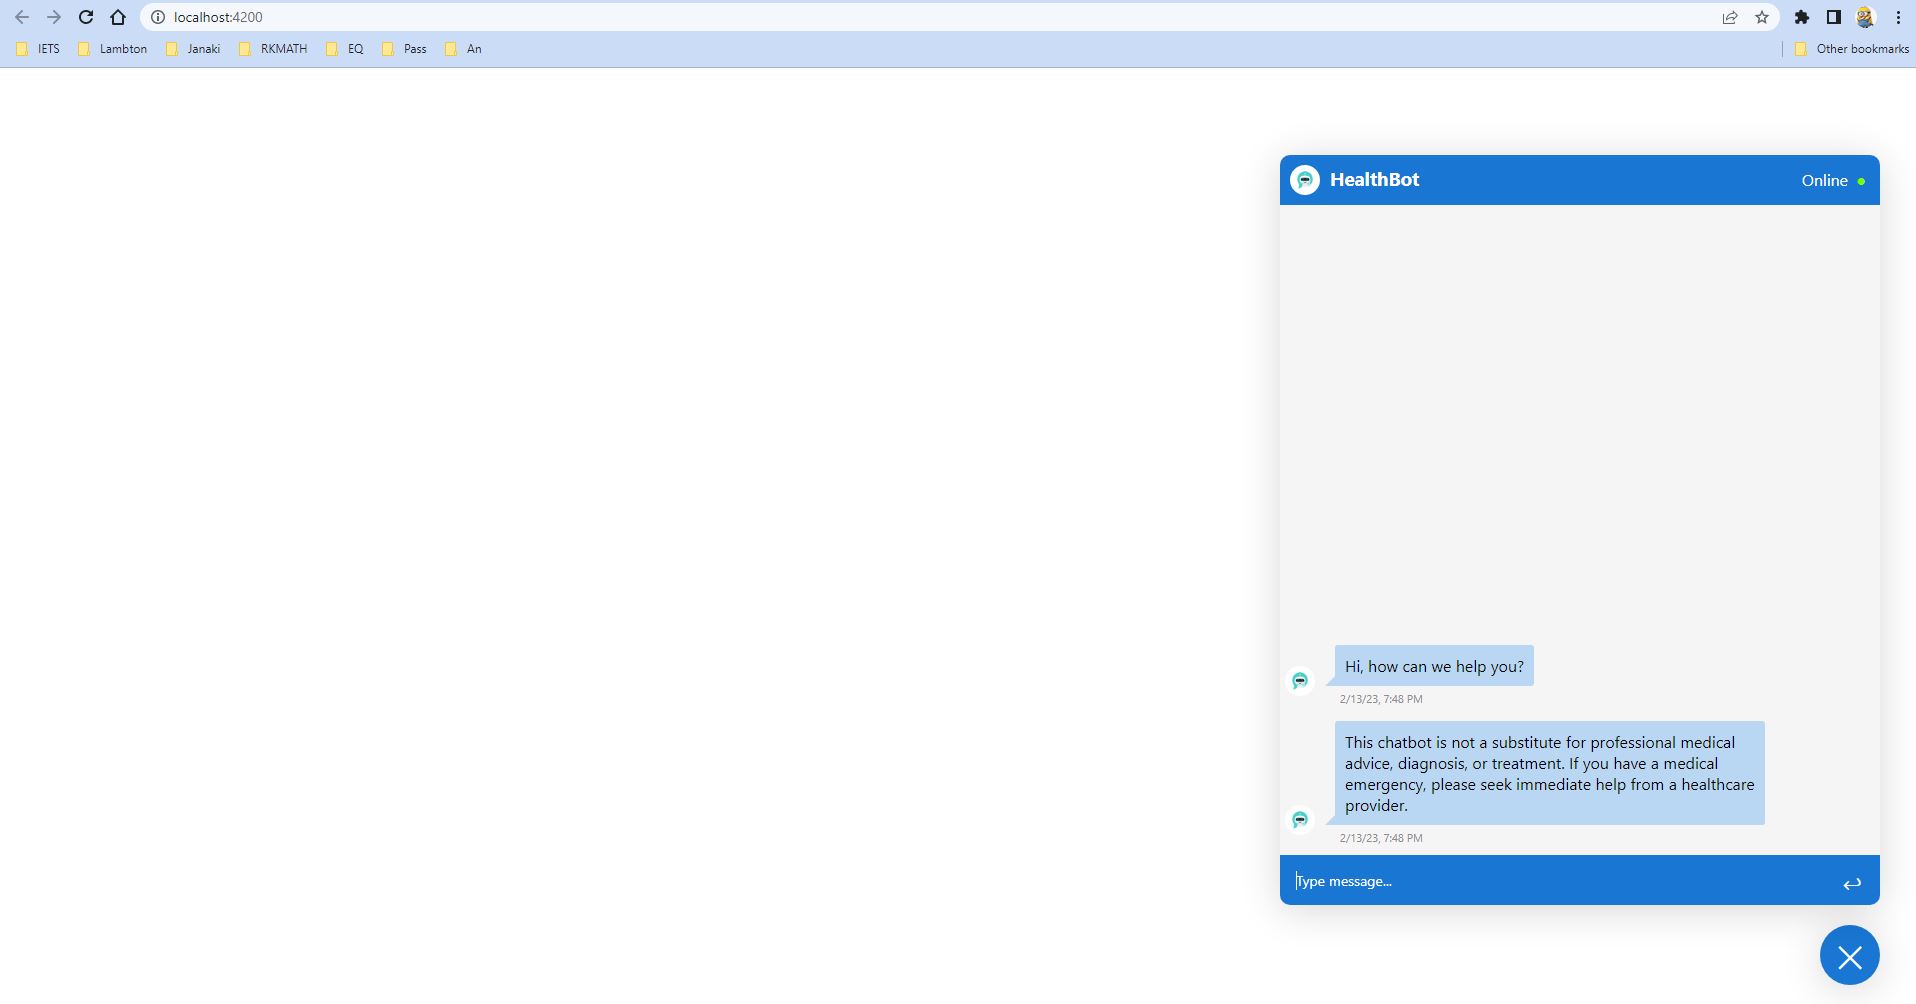 localhost:4200
IETS Lambton Janaki RKMATH EQ Pass An Other bookmarks
HealthBot Online
Hi, how can we help you?
2/13/23, 7:48 PM
This chatbot is not a substitute for professional medical
advice, diagnosis, or treatment. If you have a medical
emergency, please seek immediate help from a healthcare
provider.
2/13/23, 7:48 PM
Type message...